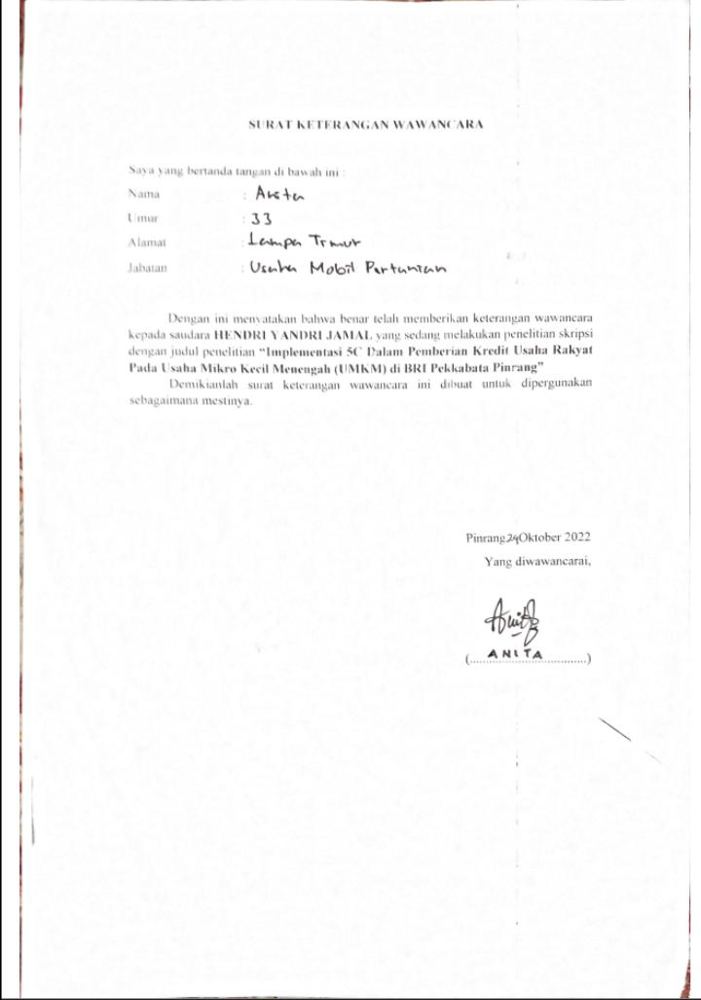 SURAT KETERANGAN WAWANCARA
Saya yang bertanda tangan di bawah ini :
Nama :
Umur : 33
Alamat : Lampa Timur
Jabatan : Usaha Mobil Pertanian
Dengan ini menyatakan bahwa benar telah memberikan keterangan wawancara
kepada saudara HENDRI YANDRI JAMAL yang sedang melakukan penelitian skripsi
dengan judul penelitian “Implementasi 5C Dalam Pemberian Kredit Usaha Rakyat
Pada Usaha Mikro Kecil Menengah (UMKM) di BRI Pekkabata Pinrang”
Demikianlah surat keterangan wawancara ini dibuat untuk dipergunakan
sebagaimana mestinya.
Pinrang,24Oktober 2022
Yang diwawancarai,
Anita
(..........ANITA..........)